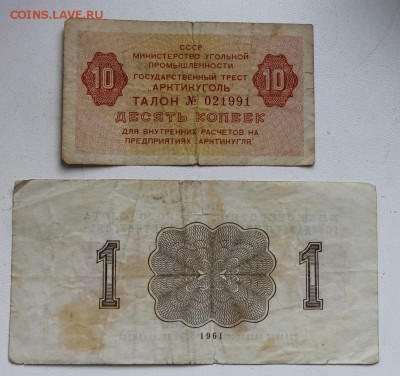 COINS.LAVE.RU
СССР
МИНИСТЕРСТВО УГОЛЬНОЙ
ПРОМЫШЛЕННОСТИ
10 ГОСУДАРСТВЕННЫЙ ТРЕСТ 10
„АРКТИКУГОЛЬ"
ТАЛОН № 021991
ДЕСЯТЬ КОПЕЕК
ДЛЯ ВНУТРЕННИХ РАСЧЕТОВ НА
ПРЕДПРИЯТИЯХ „АРКТИКУГЛЯ"
1 1
1961